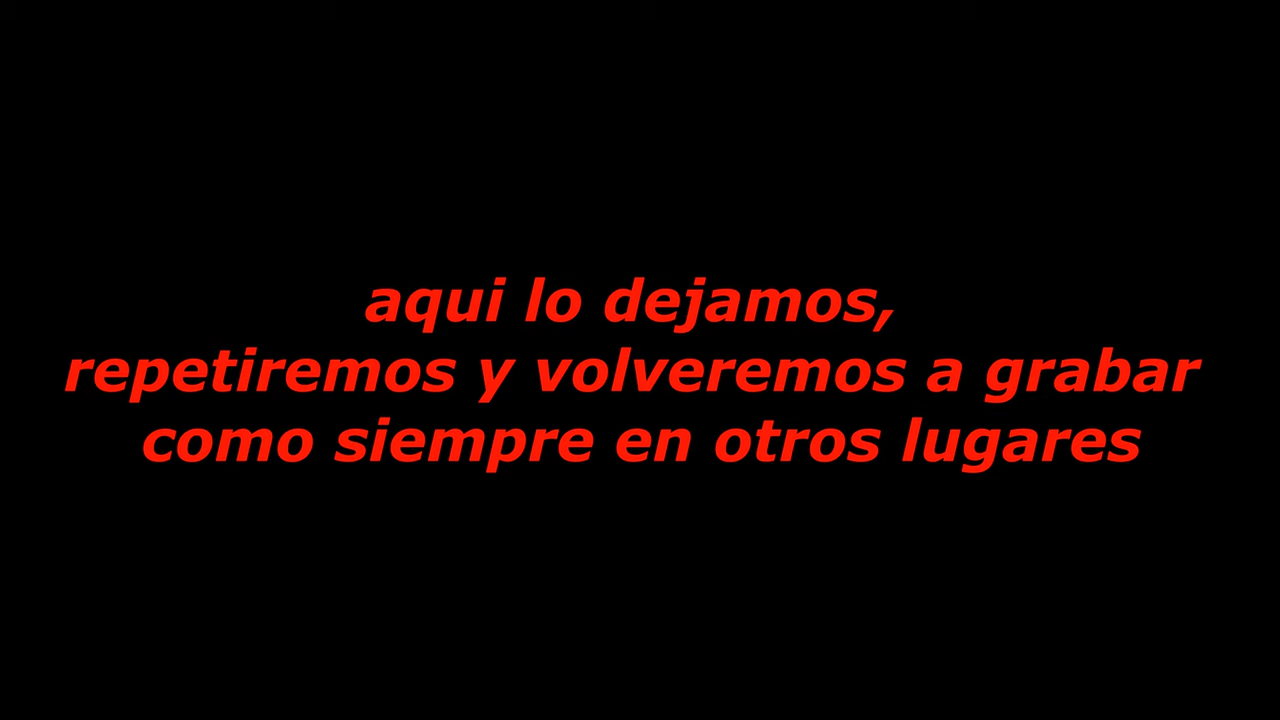 aqui lo dejamos,
repetiremos y volveremos a grabar
como siempre en otros lugares